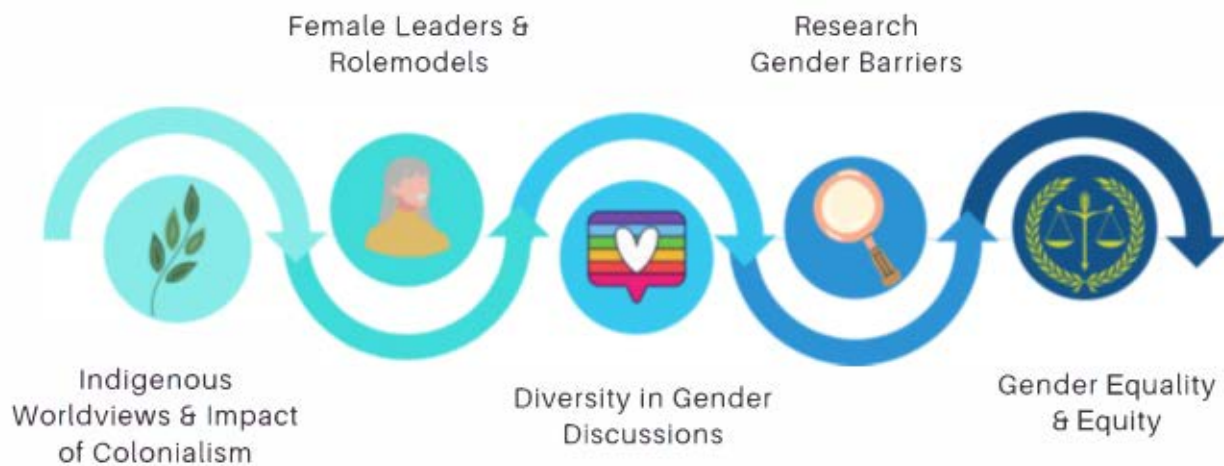 Female Leaders &
Rolemodels
Research
Gender Barriers
Indigenous
Worldviews & Impact
of Colonialism
Diversity in Gender
Discussions
Gender Equality
& Equity